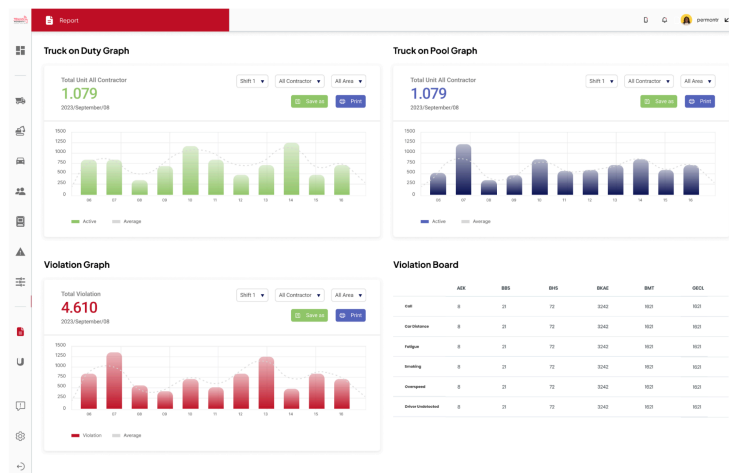 Report
permontr
Truck on Duty Graph
Total Unit All Contractor
1.079
2023/September/08
Shift 1
All Contractor
All Area
Save as
Print
1500
1250
1000
750
500
250
0
06 07 08 09 10 11 12 13 14 15 16
Active
Average
Truck on Pool Graph
Total Unit All Contractor
1.079
2023/September/08
Shift 1
All Contractor
All Area
Save as
Print
1500
1250
1000
750
500
250
0
06 07 08 09 10 11 12 13 14 15 16
Active
Average
Violation Graph
Total Violation
4.610
2023/September/08
Shift 1
All Contractor
All Area
Save as
Print
1500
1250
1000
750
500
250
0
06 07 08 09 10 11 12 13 14 15 16
Violation
Average
Violation Board
AEK BBS BHS BKAE BMT GECL
Call 8 21 72 3242 1821 1821
Car Distance 8 21 72 3242 1821 1821
Fatigue 8 21 72 3242 1821 1821
Smoking 8 21 72 3242 1821 1821
Overspeed 8 21 72 3242 1821 1821
Driver Undetected 8 21 72 3242 1821 1821